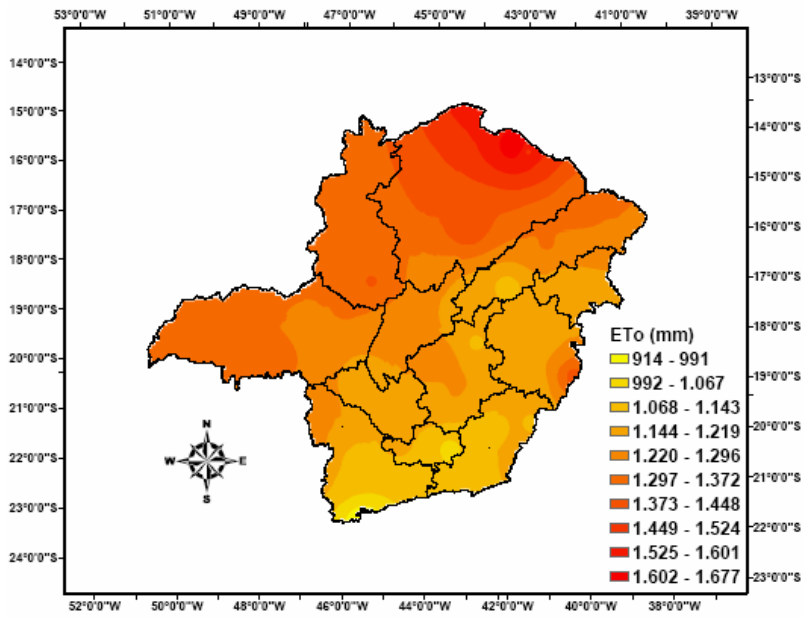 53°0'0"W 51°0'0"W 49°0'0"W 47°0'0"W 45°0'0"W 43°0'0"W 41°0'0"W 39°0'0"W
14°0'0"S
13°0'0"S
15°0'0"S
14°0'0"S
16°0'0"S
15°0'0"S
17°0'0"S
16°0'0"S
18°0'0"S
17°0'0"S
19°0'0"S
18°0'0"S
20°0'0"S
19°0'0"S
21°0'0"S
20°0'0"S
22°0'0"S
21°0'0"S
23°0'0"S
22°0'0"S
24°0'0"S
23°0'0"S
ETo (mm)
914 - 991
992 - 1.067
1.068 - 1.143
1.144 - 1.219
1.220 - 1.296
1.297 - 1.372
1.373 - 1.448
1.449 - 1.524
1.525 - 1.601
1.602 - 1.677
N
W E
S
52°0'0"W 50°0'0"W 48°0'0"W 46°0'0"W 44°0'0"W 42°0'0"W 40°0'0"W 38°0'0"W